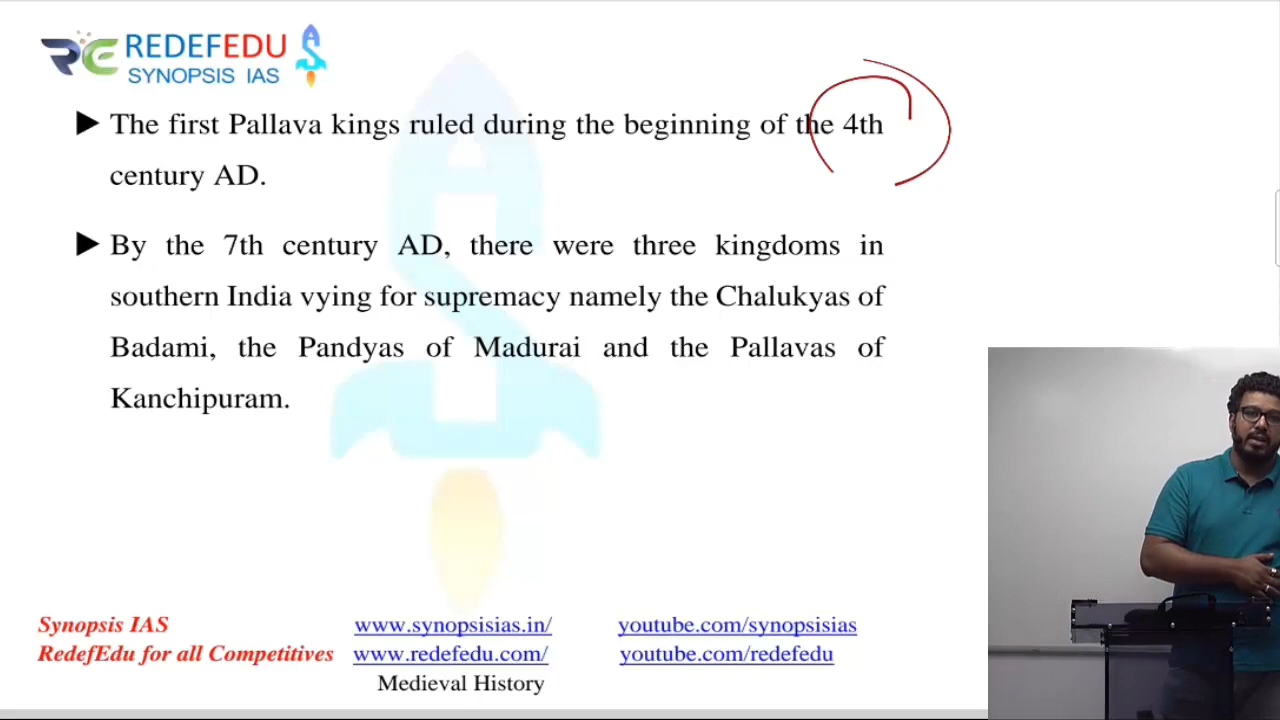 REDEFEDU
SYNOPSIS IAS
The first Pallava kings ruled during the beginning of the 4th
century AD.
By the 7th century AD, there were three kingdoms in
southern India vying for supremacy namely the Chalukyas of
Badami, the Pandyas of Madurai and the Pallavas of
Kanchipuram.
Synopsis IAS www.synopsisias.in/ youtube.com/synopsisias
RedefEdu for all Competitives www.redefedu.com/ youtube.com/redefedu
Medieval History